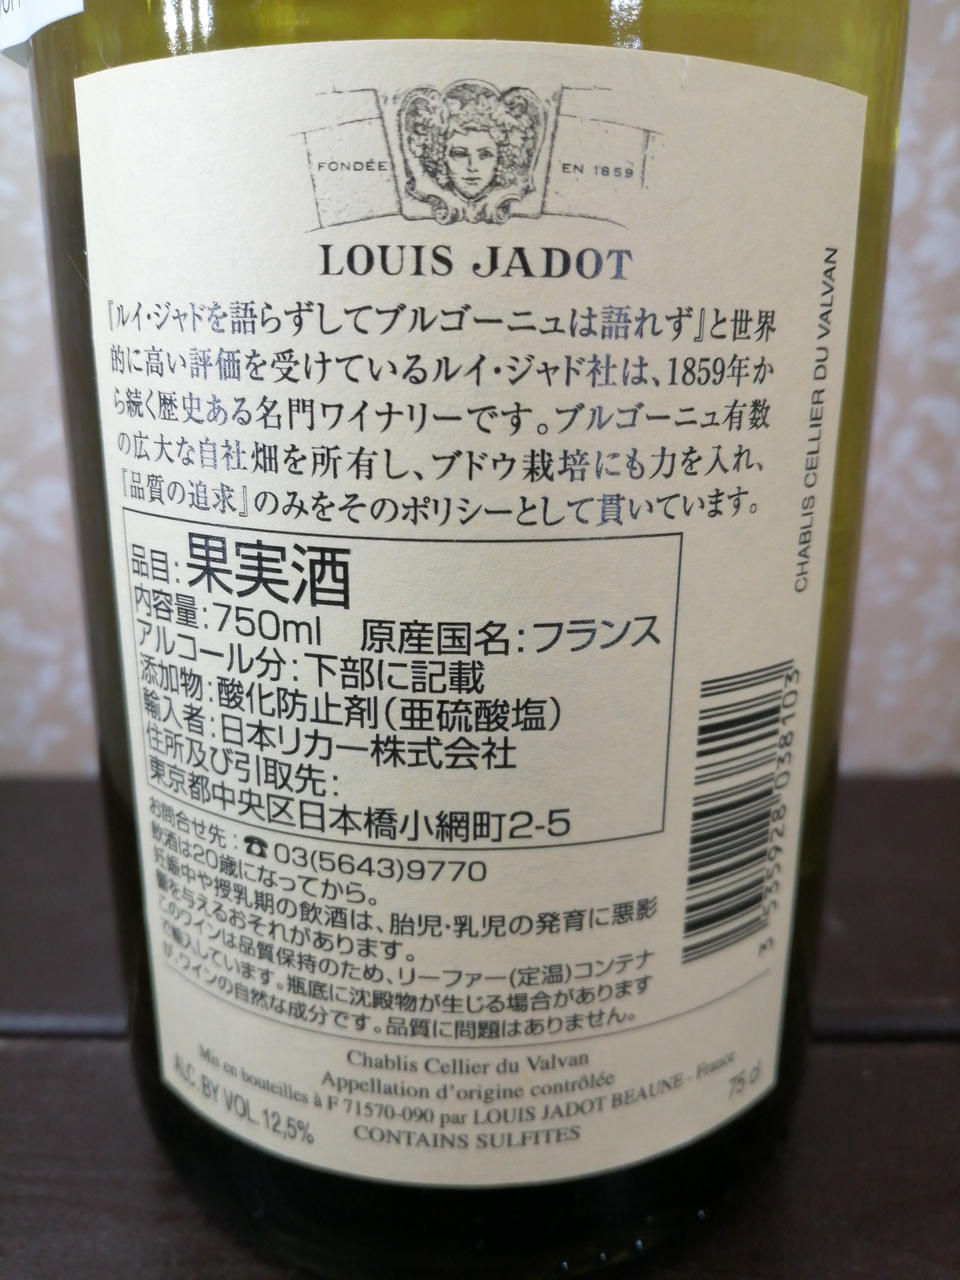 FONDÉE EN 1859
LOUIS JADOT
『ルイ・ジャドを語らずしてブルゴーニュは語れず』と世界
的に高い評価を受けているルイ・ジャド社は、1859年か
ら続く歴史ある名門ワイナリーです。ブルゴーニュ有数
の広大な自社畑を所有し、ブドウ栽培にも力を入れ、
『品質の追求』のみをそのポリシーとして貫いています。
品目:果実酒
内容量:750ml 原産国名:フランス
アルコール分:下部に記載
添加物:酸化防止剤(亜硫酸塩)
輸入者:日本リカー株式会社
住所及び引取先:
東京都中央区日本橋小網町2-5
お問合せ先:☎03(5643)9770
飲酒は20歳になってから。
妊娠中や授乳期の飲酒は、胎児・乳児の発育に悪影
響を与えるおそれがあります。
このワインは品質保持のため、リーファー(定温)コンテナ
で輸入しています。瓶底に沈殿物が生じる場合があります
が、ワインの自然な成分です。品質に問題はありません。
Chablis Cellier du Valvan
Appellation d'origine contrôlée
Mis en bouteilles à F 71570-090 par LOUIS JADOT BEAUNE - France
ALC. BY VOL. 12,5% CONTAINS SULFITES 75 cl
CHABLIS CELLIER DU VALVAN
3 535928 038103